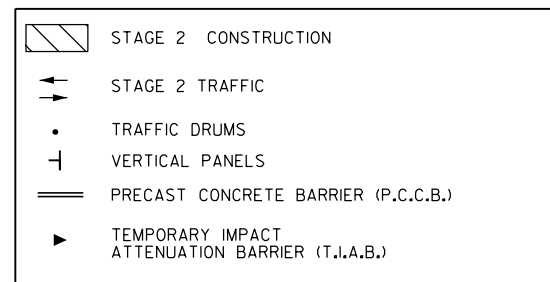 STAGE 2 CONSTRUCTION
STAGE 2 TRAFFIC
TRAFFIC DRUMS
VERTICAL PANELS
PRECAST CONCRETE BARRIER (P.C.C.B.)
TEMPORARY IMPACT
ATTENUATION BARRIER (T.I.A.B.)